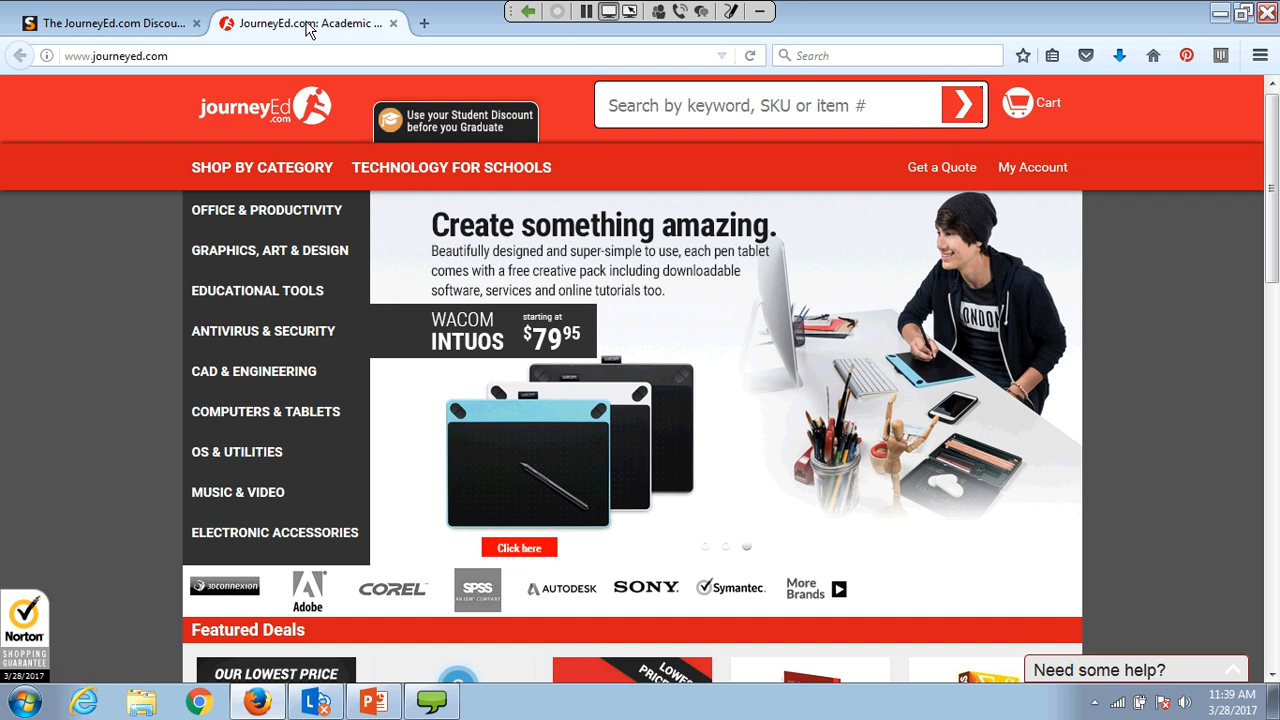 The JourneyEd.com Discou...
JourneyEd.com: Academic ...
www.journeyed.com
Search
journeyEd
.com
Use your Student Discount
before you Graduate
Search by keyword, SKU or item #
Cart
SHOP BY CATEGORY
TECHNOLOGY FOR SCHOOLS
Get a Quote
My Account
OFFICE & PRODUCTIVITY
GRAPHICS, ART & DESIGN
EDUCATIONAL TOOLS
ANTIVIRUS & SECURITY
CAD & ENGINEERING
COMPUTERS & TABLETS
OS & UTILITIES
MUSIC & VIDEO
ELECTRONIC ACCESSORIES
Create something amazing.
Beautifully designed and super-simple to use, each pen tablet
comes with a free creative pack including downloadable
software, services and online tutorials too.
WACOM
INTUOS
starting at
$7995
LONDON
Click here
3DCONNEXION
Adobe
COREL
SPSS
AN IBM COMPANY
AUTODESK
SONY
Symantec.
More
Brands
Featured Deals
OUR LOWEST PRICE
LOWEST
Need some help?
Norton
SHOPPING
GUARANTEE
3/28/2017
11:39 AM
3/28/2017